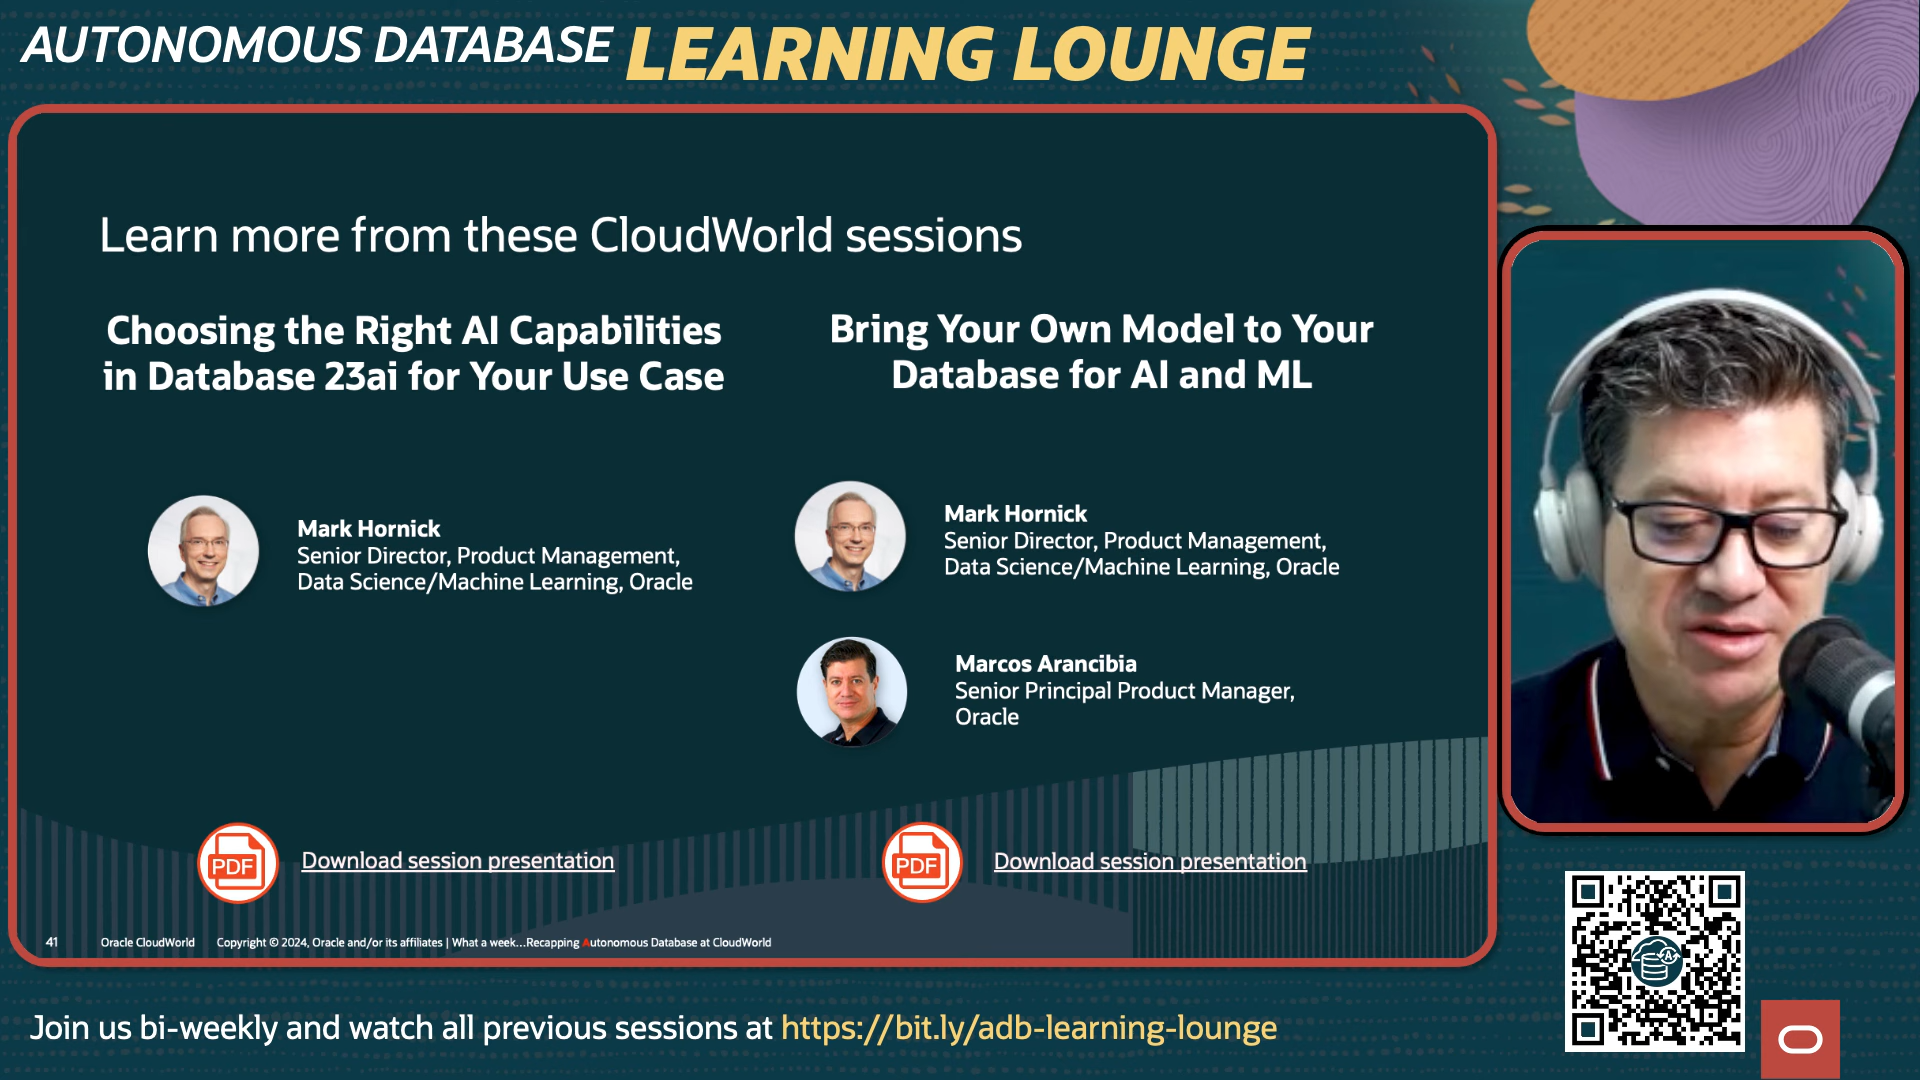 AUTONOMOUS DATABASE LEARNING LOUNGE
Learn more from these CloudWorld sessions
Choosing the Right AI Capabilities
in Database 23ai for Your Use Case
Mark Hornick
Senior Director, Product Management,
Data Science/Machine Learning, Oracle
Download session presentation
PDF
Bring Your Own Model to Your
Database for AI and ML
Mark Hornick
Senior Director, Product Management,
Data Science/Machine Learning, Oracle
Marcos Arancibia
Senior Principal Product Manager,
Oracle
PDF
Download session presentation
41 Oracle CloudWorld Copyright © 2024, Oracle and/or its affiliates | What a week...Recapping Autonomous Database at CloudWorld
A
Join us bi-weekly and watch all previous sessions at https://bit.ly/adb-learning-lounge